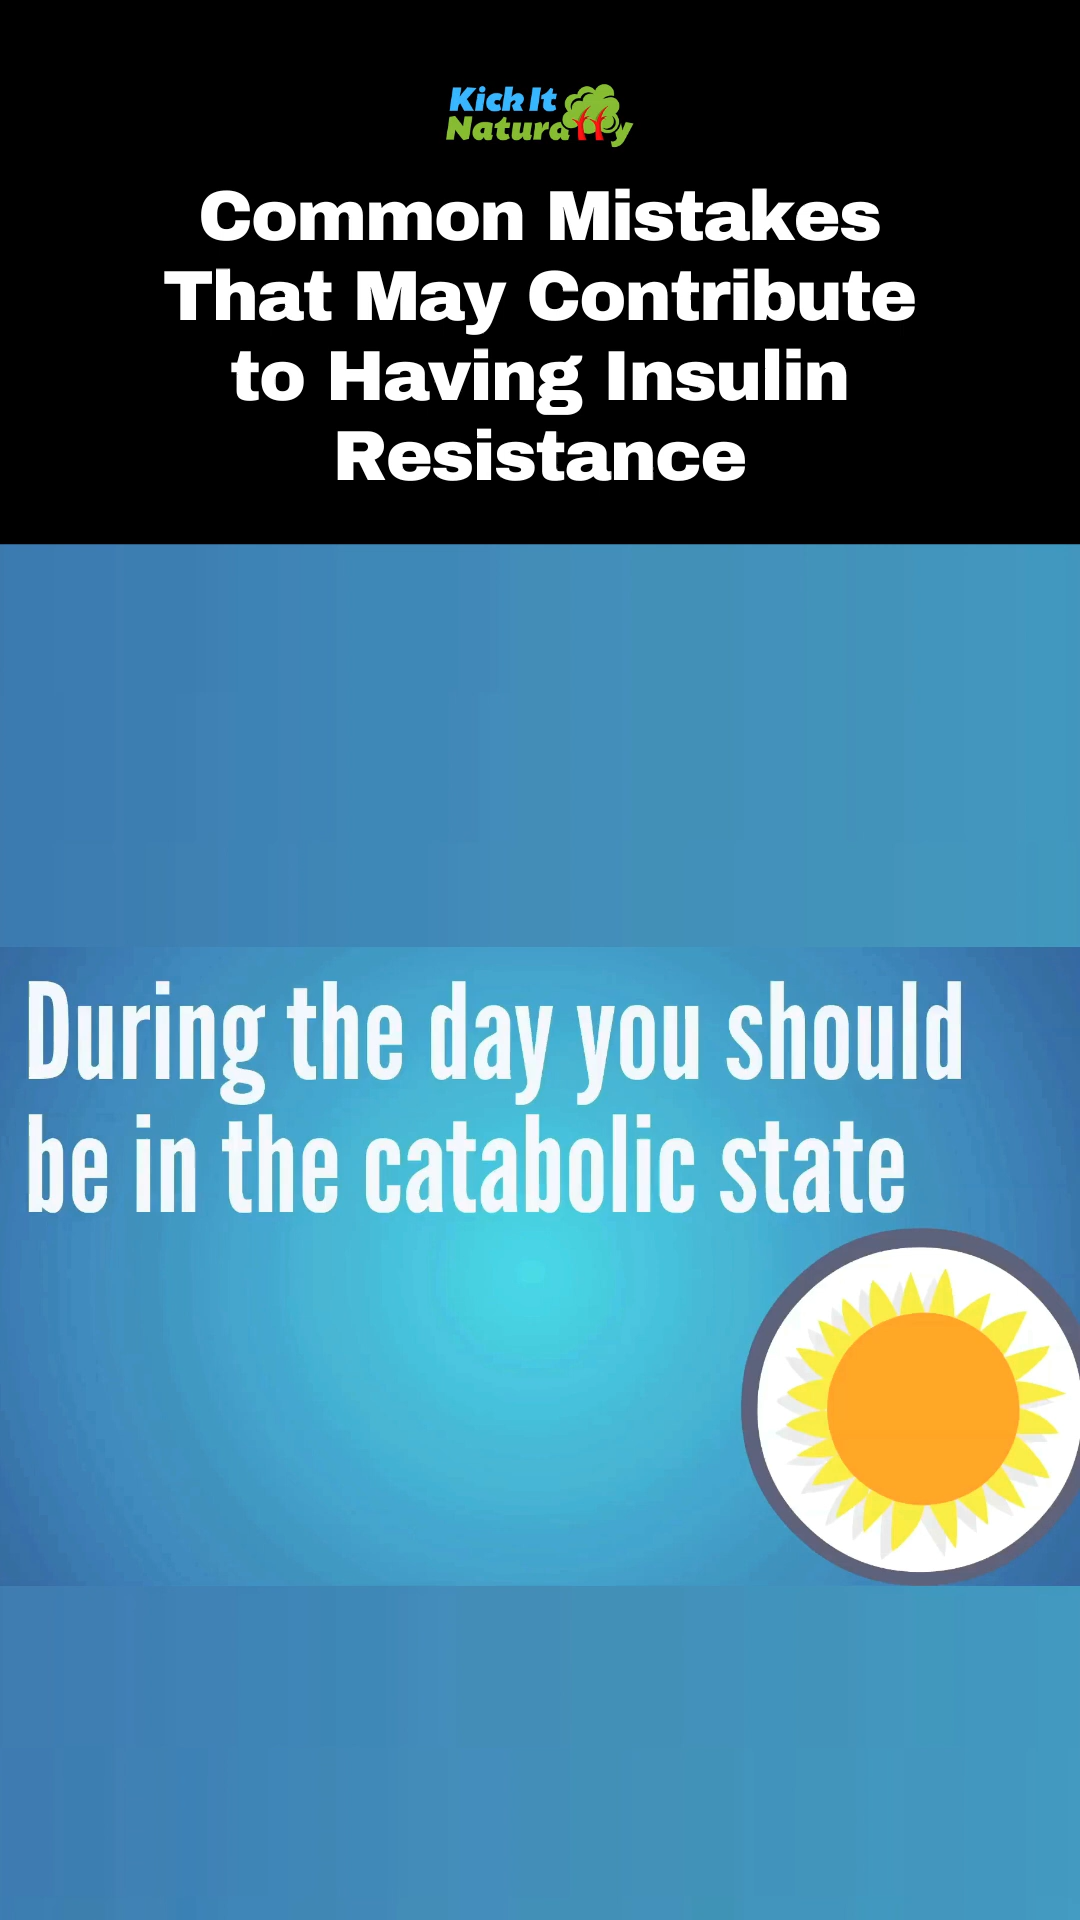 Kick It
Naturally
Common Mistakes
That May Contribute
to Having Insulin
Resistance
During the day you should
be in the catabolic state